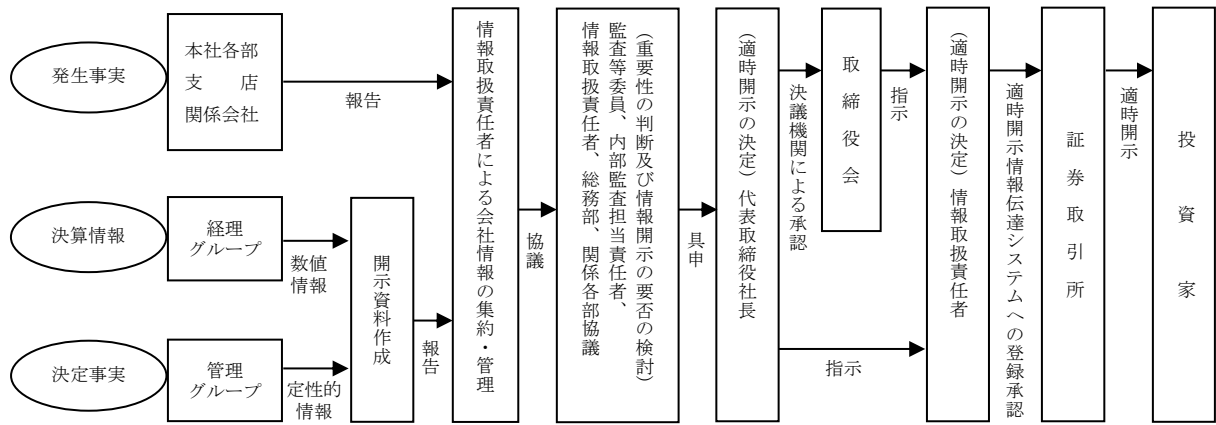 発生事実
本社各部
支店
関係会社
報告
決算情報
経理
グループ
数値
情報
決定事実
管理
グループ
定性的
情報
開示資料作成
報告
情報取扱責任者による会社情報の集約・管理
協議
（重要性の判断及び情報開示の要否の検討）
監査等委員、内部監査担当責任者、
情報取扱責任者、総務部、関係各部協議
具申
（適時開示の決定）代表取締役社長
決議機関による承認
取締役会
指示
指示
（適時開示の決定）情報取扱責任者
適時開示情報伝達システムへの登録承認
証券取引所
適時開示
投資家